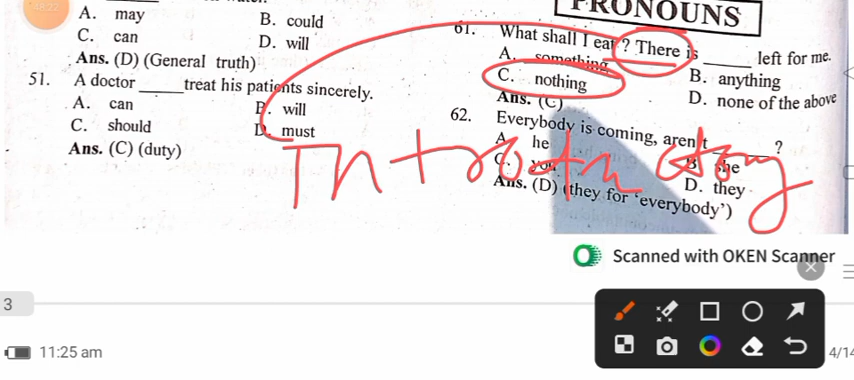 A. may
B. could
C. can
D. will
Ans. (D) (General truth)
51. A doctor _____treat his patients sincerely.
A. can
B. will
C. should
D. must
Ans. (C) (duty)
PRONOUNS
61. What shall I eat? There is _____ left for me.
A. something
B. anything
C. nothing
D. none of the above
Ans. (C)
62. Everybody is coming, aren't _____?
A. he
B. she
C. you
D. they
Ans. (D) (they for 'everybody')
Scanned with OKEN Scanner
3
11:25 am
4/14